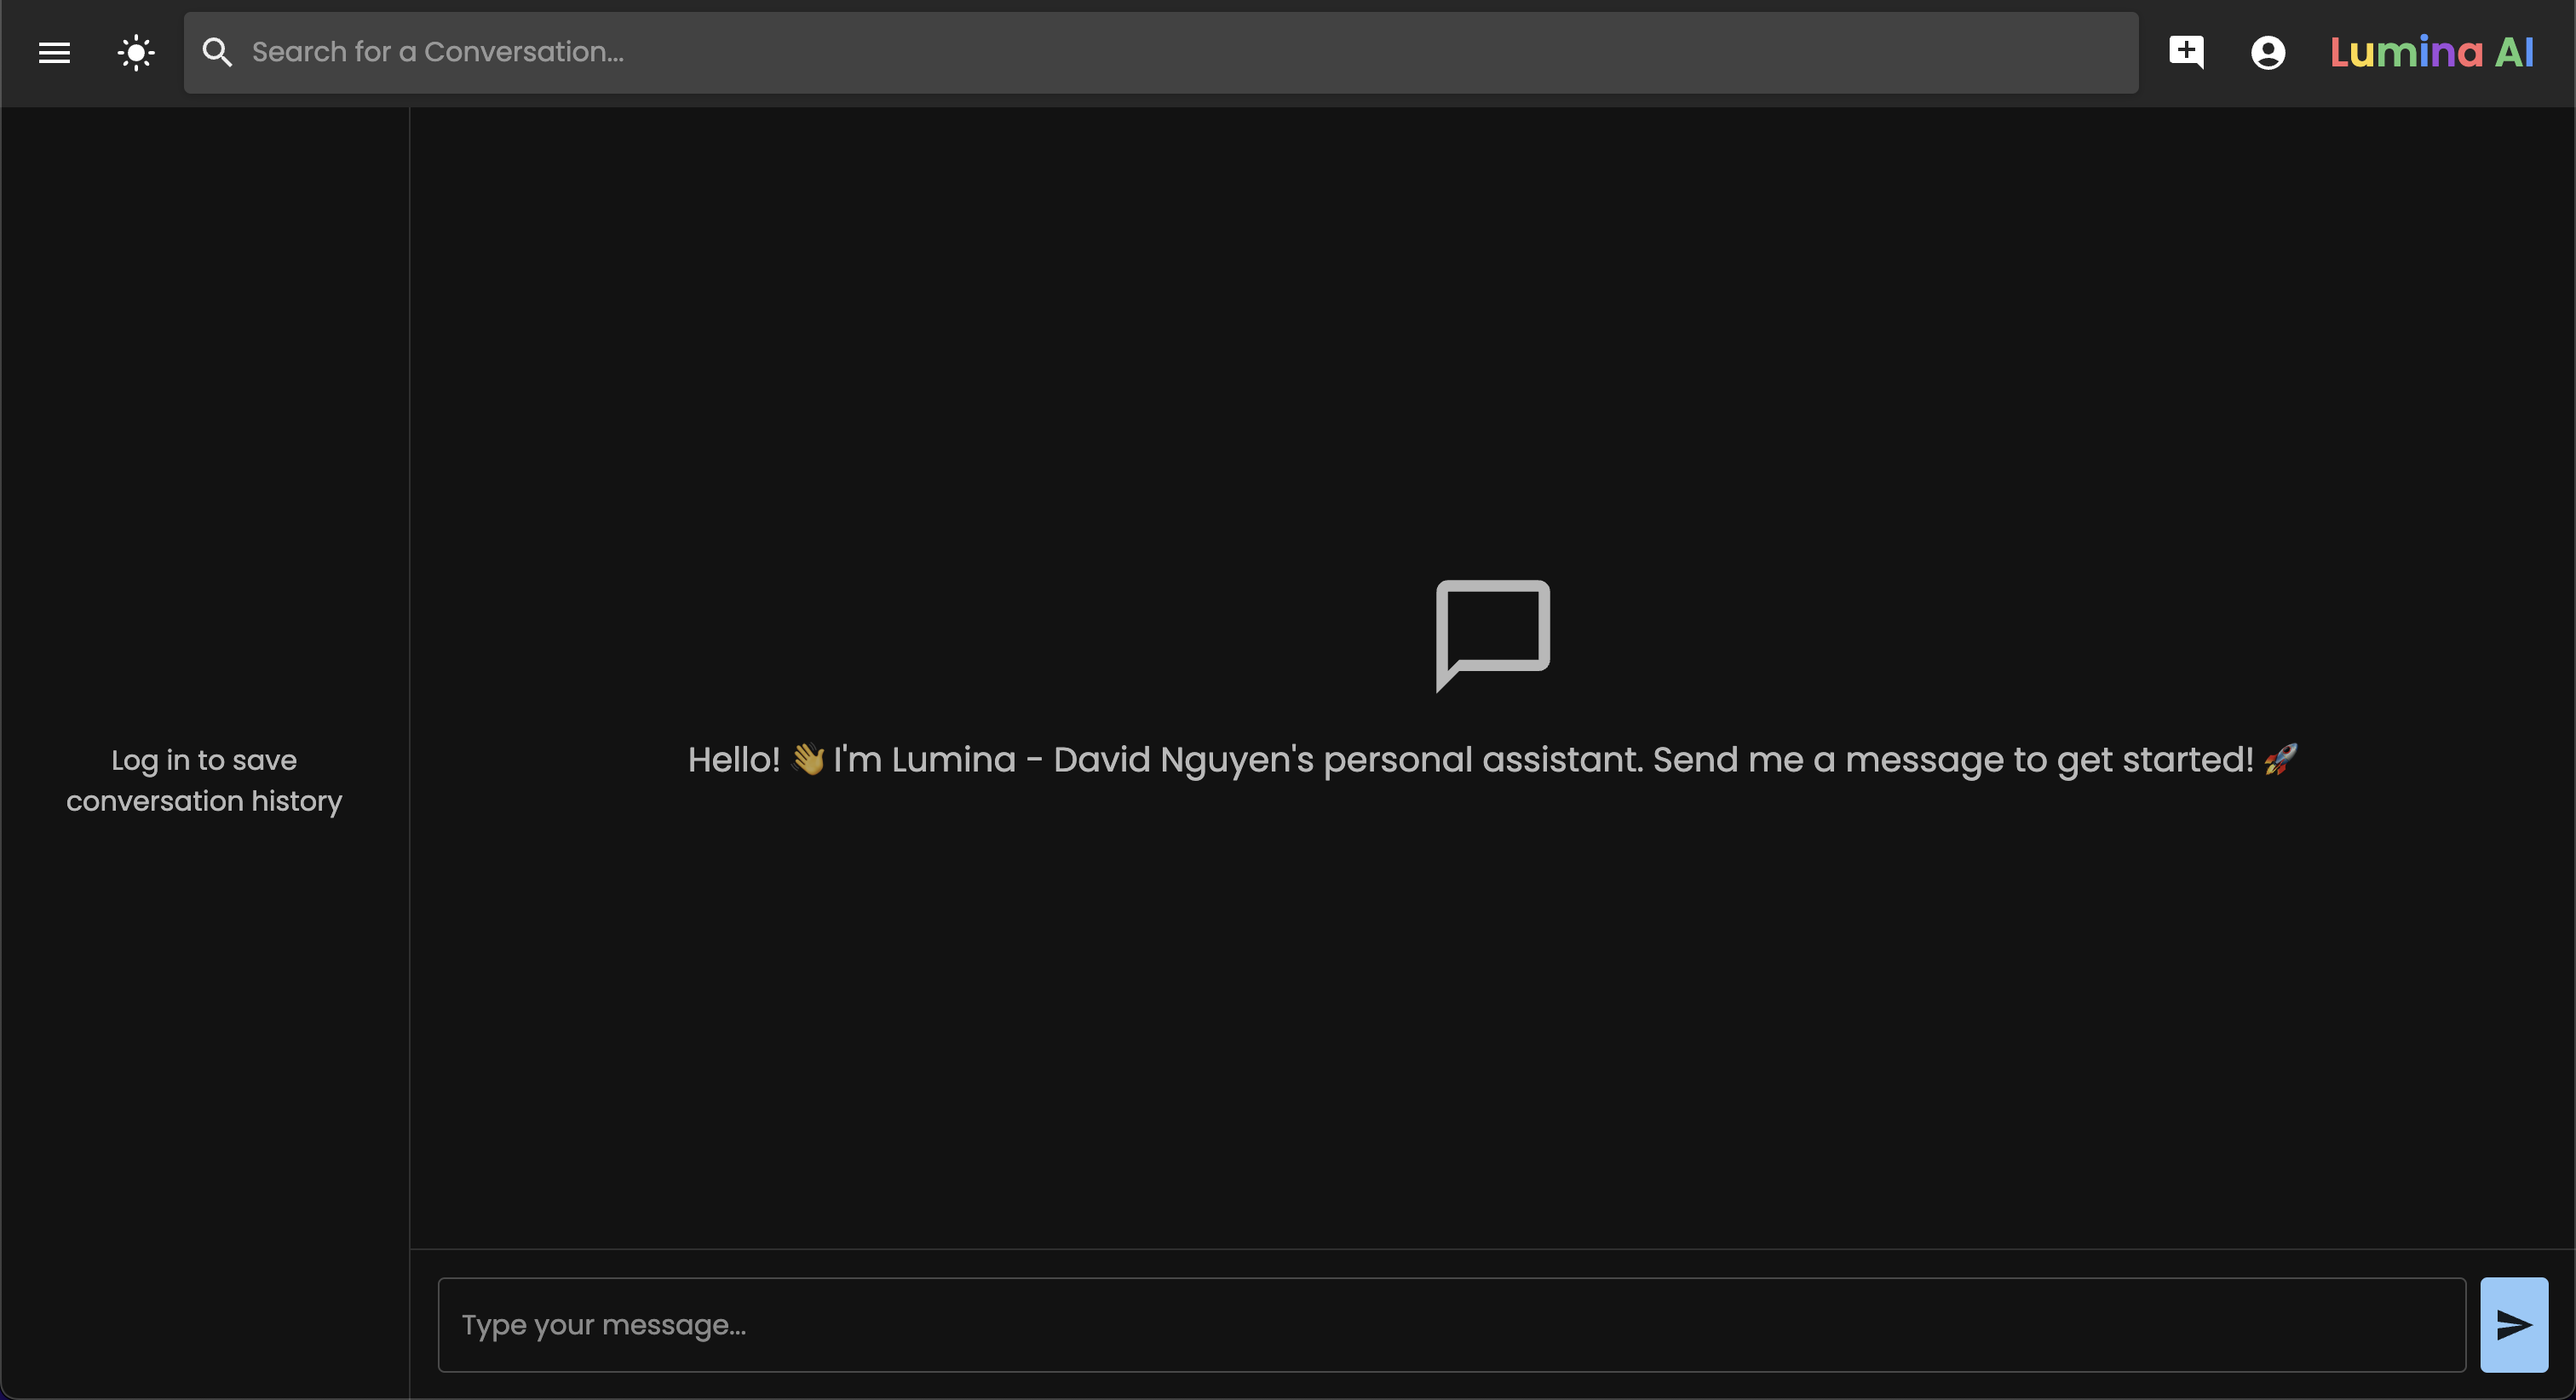 Search for a Conversation...
Lumina AI
Log in to save
conversation history
Hello! 👋 I'm Lumina - David Nguyen's personal assistant. Send me a message to get started! 🚀
Type your message...